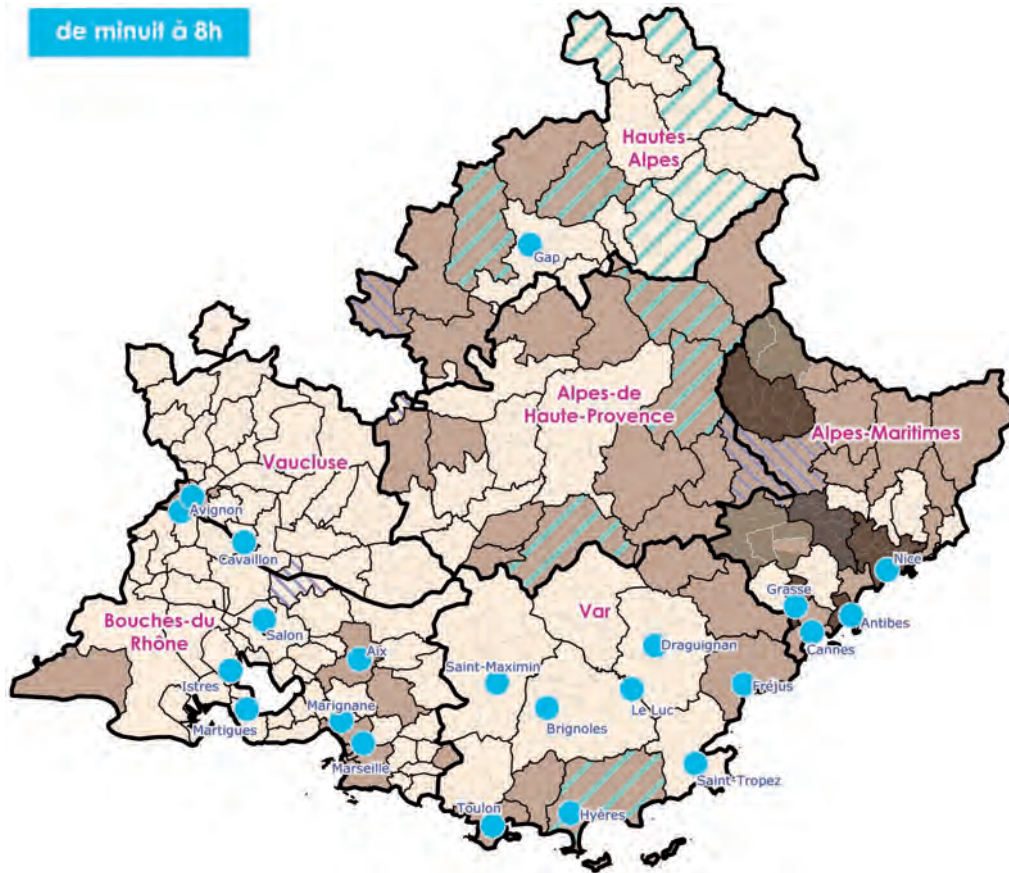 de minuit à 8h
Hautes
Alpes
Gap
Alpes-de
Haute-Provence
Alpes-Maritimes
Vaucluse
Avignon
Cavaillon
Nice
Grasse
Antibes
Cannes
Bouches-du
Rhône
Var
Salon
Draguignan
Aix
Saint-Maximin
Istres
Fréjus
Le Luc
Martigues
Marignane
Brignoles
Marseille
Saint-Tropez
Toulon
Hyères